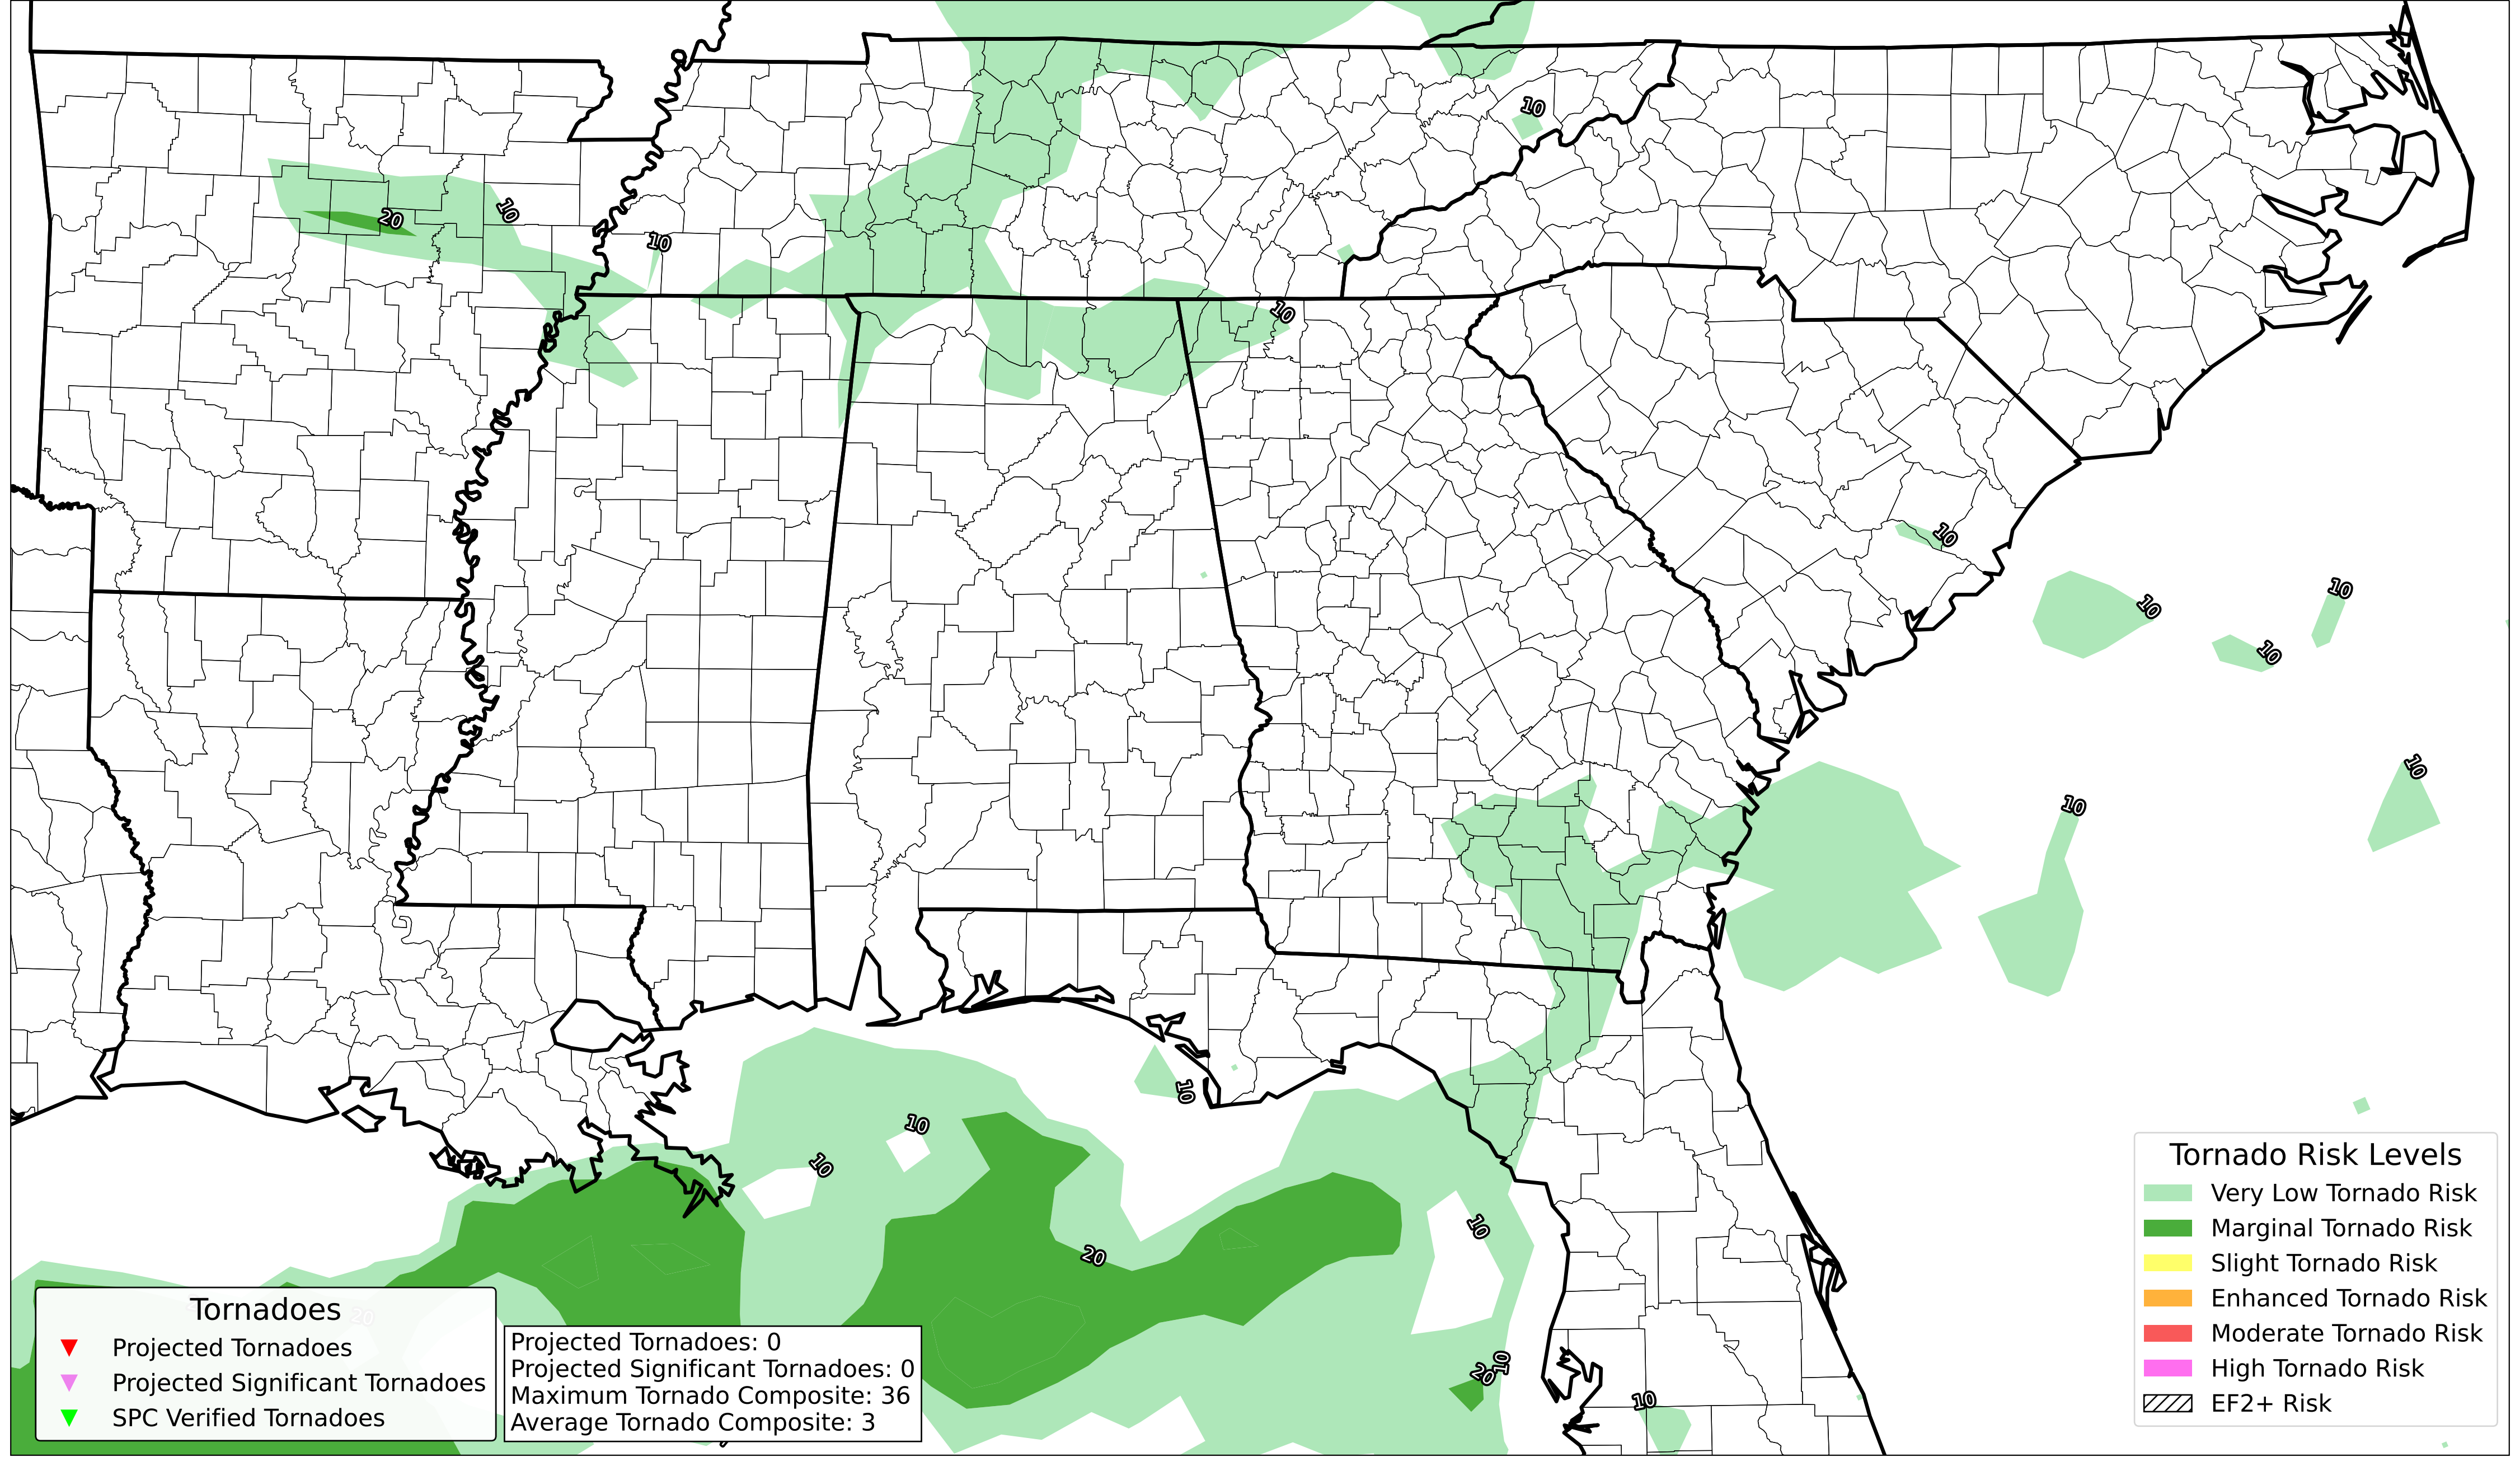 10
20
10
10
10
10
10
10
10
10
10
10
10
10
10
20
10
20
10
10
20
Tornado Risk Levels
Very Low Tornado Risk
Marginal Tornado Risk
Slight Tornado Risk
Enhanced Tornado Risk
Moderate Tornado Risk
High Tornado Risk
EF2+ Risk
Tornadoes
Projected Tornadoes
Projected Significant Tornadoes
SPC Verified Tornadoes
Projected Tornadoes: 0
Projected Significant Tornadoes: 0
Maximum Tornado Composite: 36
Average Tornado Composite: 3